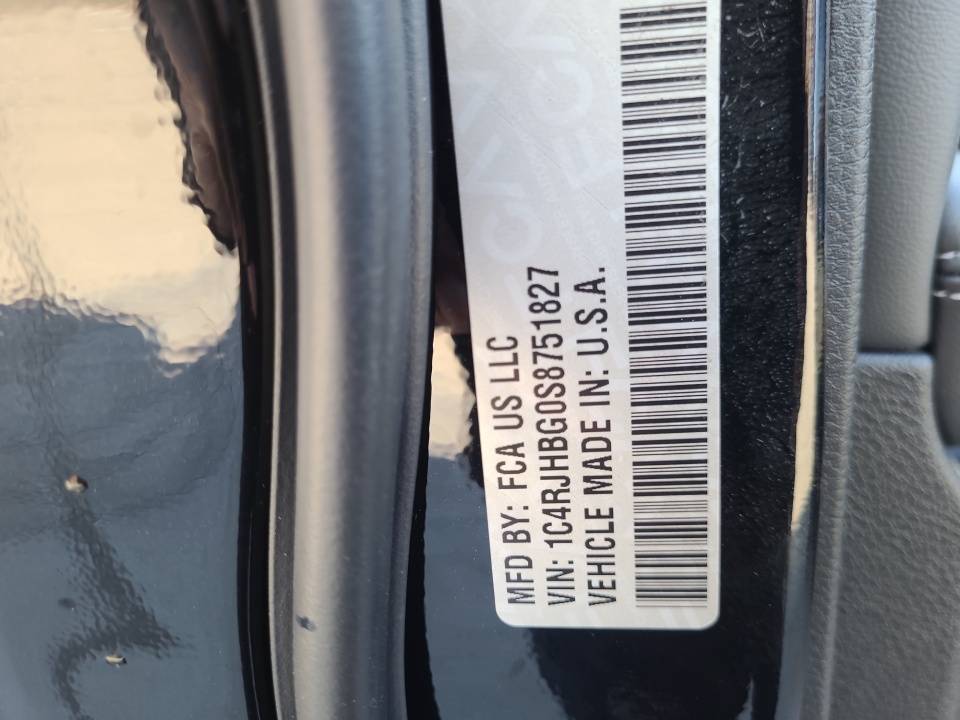 MFD BY: FCA US LLC
VIN: 1C4RJHBG0S8751827
VEHICLE MADE IN: U.S.A.